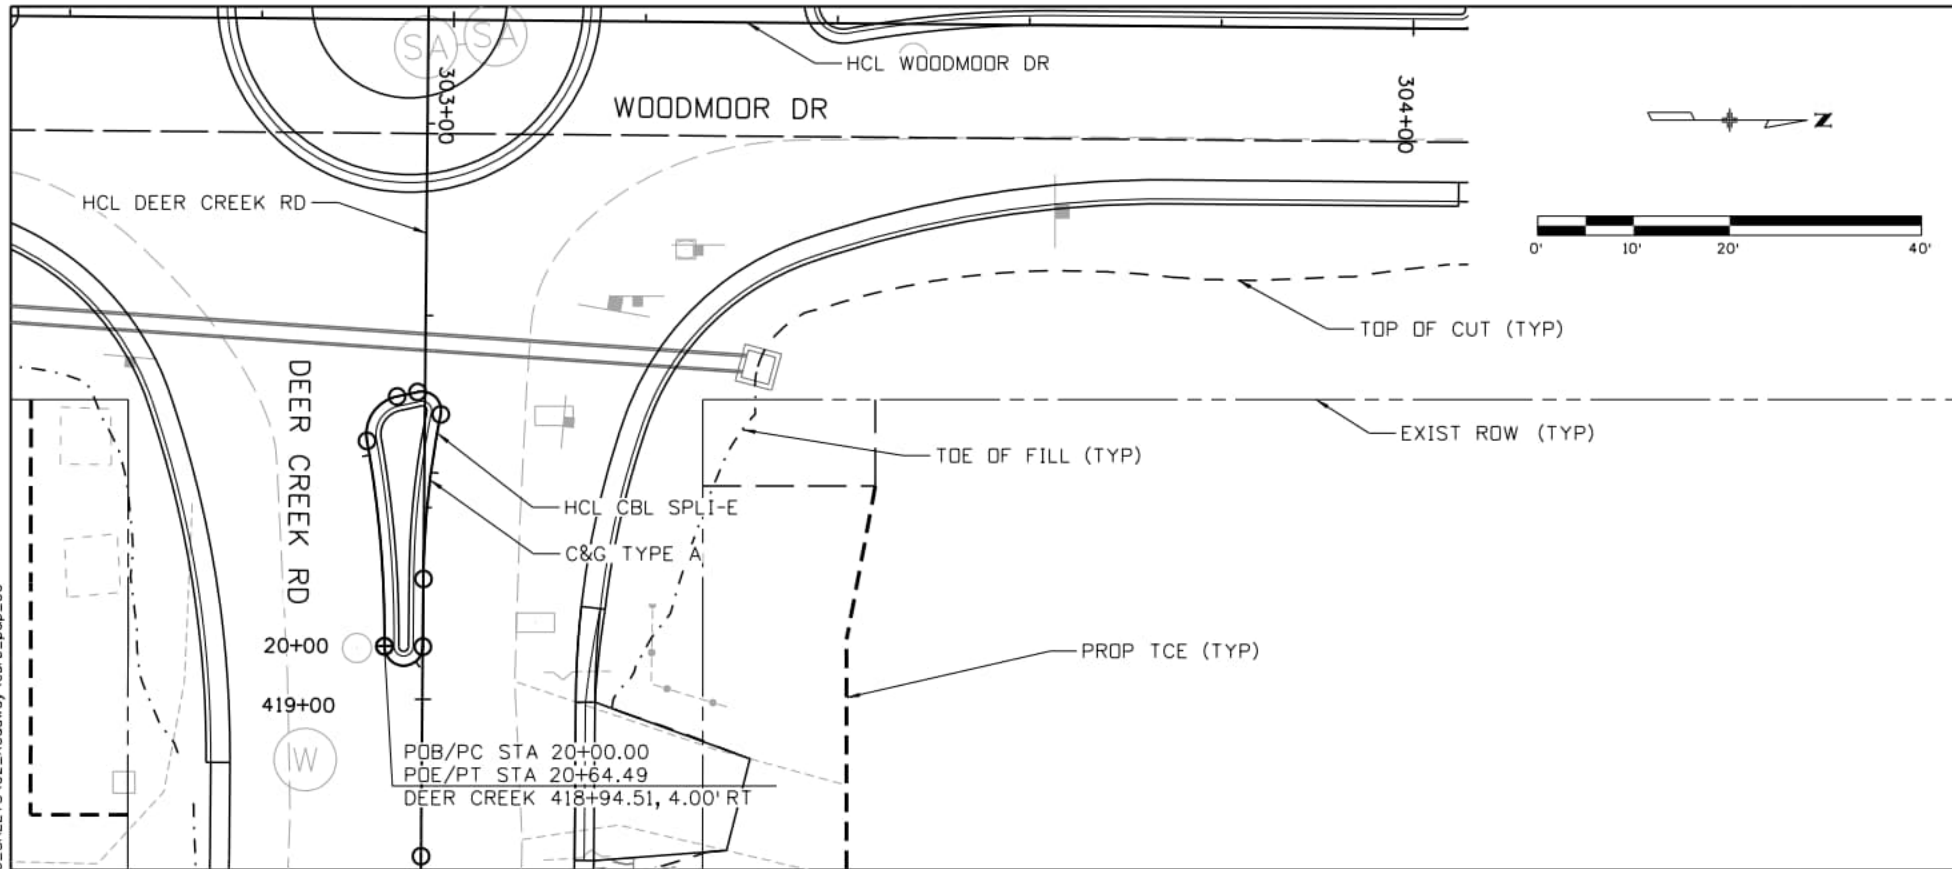 SA
SA
HCL WOODMOOR DR
303+00
304+00
WOODMOOR DR
N
HCL DEER CREEK RD
0'
10'
20'
40'
TOP OF CUT (TYP)
DEER CREEK RD
EXIST ROW (TYP)
TOE OF FILL (TYP)
HCL CBL SPLI-E
C&G TYPE A
20+00
PROP TCE (TYP)
419+00
W
POB/PC STA 20+00.00
POE/PT STA 20+64.49
DEER CREEK 418+94.51, 4.00' RT